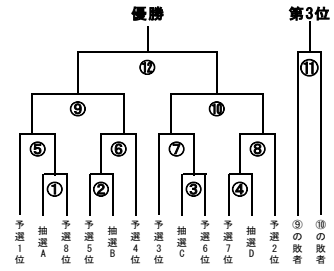 優勝
第3位
⑪
⑫
⑨
⑩
⑤
⑥
⑦
⑧
①
②
③
④
予選1位
抽選A
予選8位
予選5位
抽選B
予選4位
予選3位
抽選C
予選6位
予選7位
抽選D
予選2位
⑨の敗者
⑩の敗者